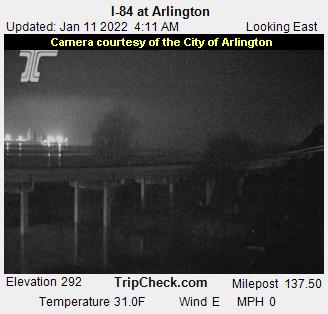 I-84 at Arlington
Updated: Jan 11 2022 4:11 AM Looking East
Camera courtesy of the City of Arlington
Elevation 292 TripCheck.com Milepost 137.50
Temperature 31.0F Wind E MPH 0